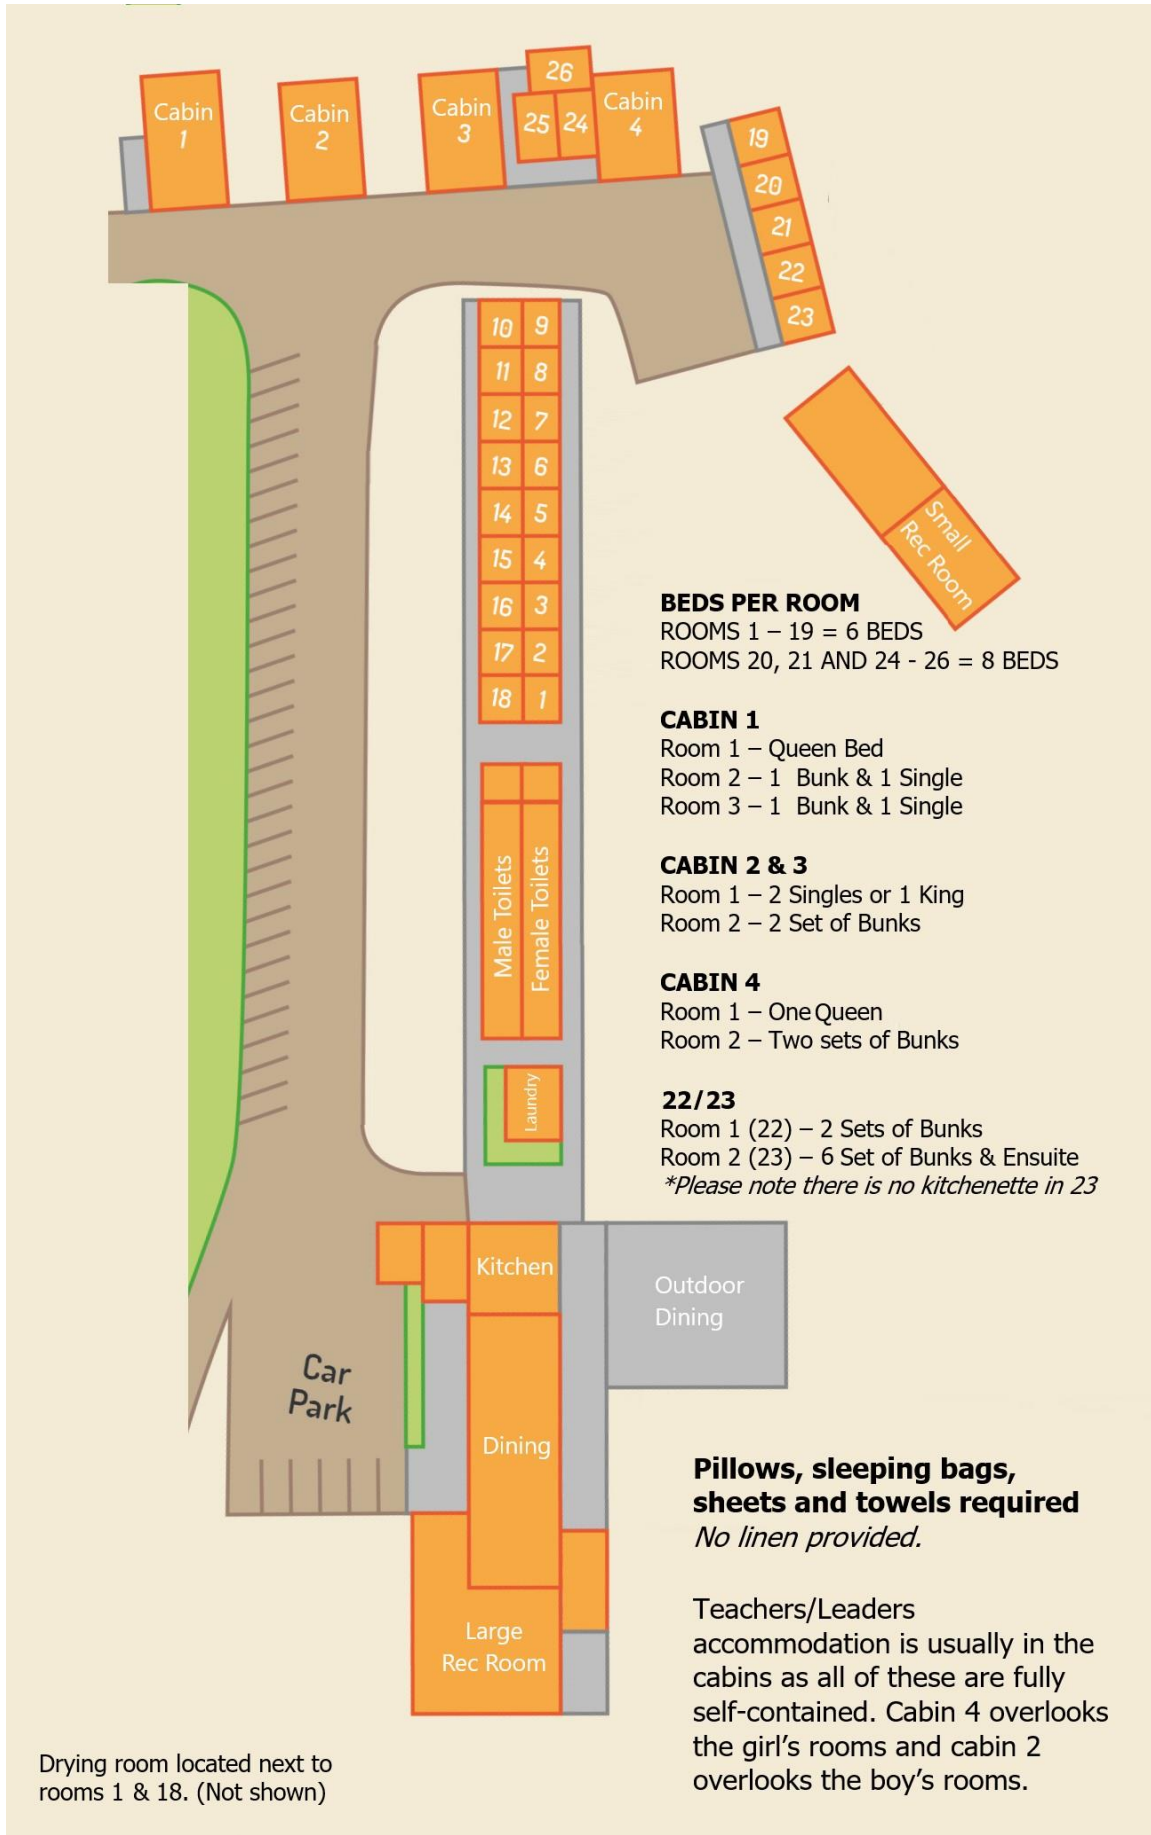 Cabin
1
Cabin
2
Cabin
3
26
25 24
Cabin
4
19
20
21
22
23
10 9
11 8
12 7
13 6
14 5
15 4
16 3
17 2
18 1
Small
Rec Room
BEDS PER ROOM
ROOMS 1 – 19 = 6 BEDS
ROOMS 20, 21 AND 24 - 26 = 8 BEDS
CABIN 1
Room 1 – Queen Bed
Room 2 – 1 Bunk & 1 Single
Room 3 – 1 Bunk & 1 Single
CABIN 2 & 3
Room 1 – 2 Singles or 1 King
Room 2 – 2 Set of Bunks
CABIN 4
Room 1 – One Queen
Room 2 – Two sets of Bunks
22/23
Room 1 (22) – 2 Sets of Bunks
Room 2 (23) – 6 Set of Bunks & Ensuite
*Please note there is no kitchenette in 23
Male Toilets
Female Toilets
Laundry
Kitchen
Outdoor
Dining
Car
Park
Dining
Large
Rec Room
Pillows, sleeping bags,
sheets and towels required
No linen provided.
Teachers/Leaders
accommodation is usually in the
cabins as all of these are fully
self-contained. Cabin 4 overlooks
the girl's rooms and cabin 2
overlooks the boy's rooms.
Drying room located next to
rooms 1 & 18. (Not shown)